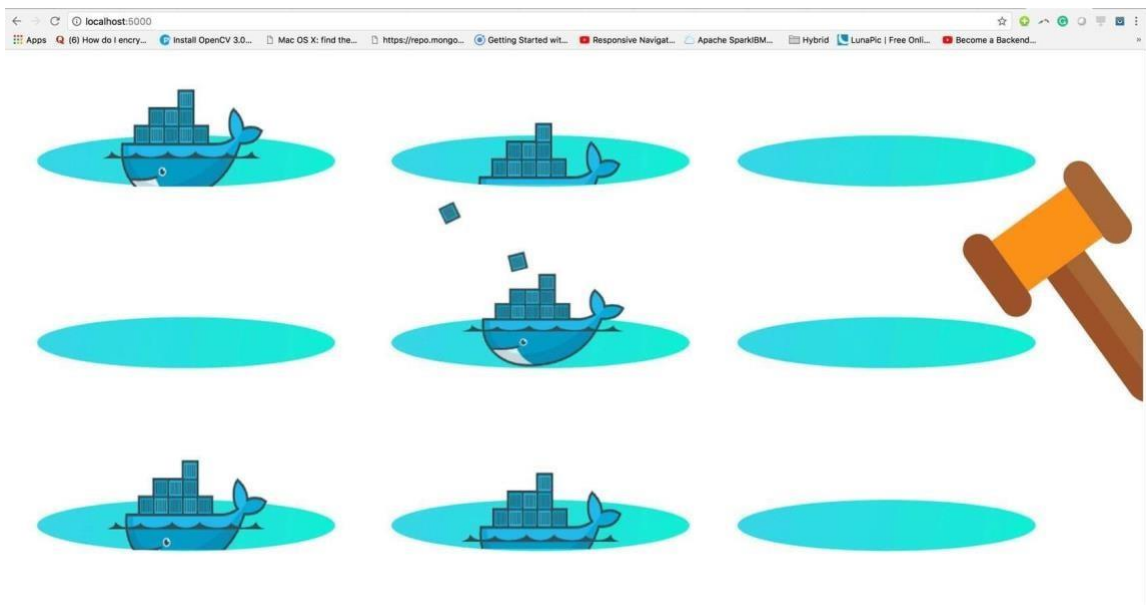 localhost:5000
Apps (6) How do I encry... Install OpenCV 3.0... Mac OS X: find the... https://repo.mongo... Getting Started wit... Responsive Navigat... Apache SparkIBM... Hybrid LunaPic | Free Onli... Become a Backend... »